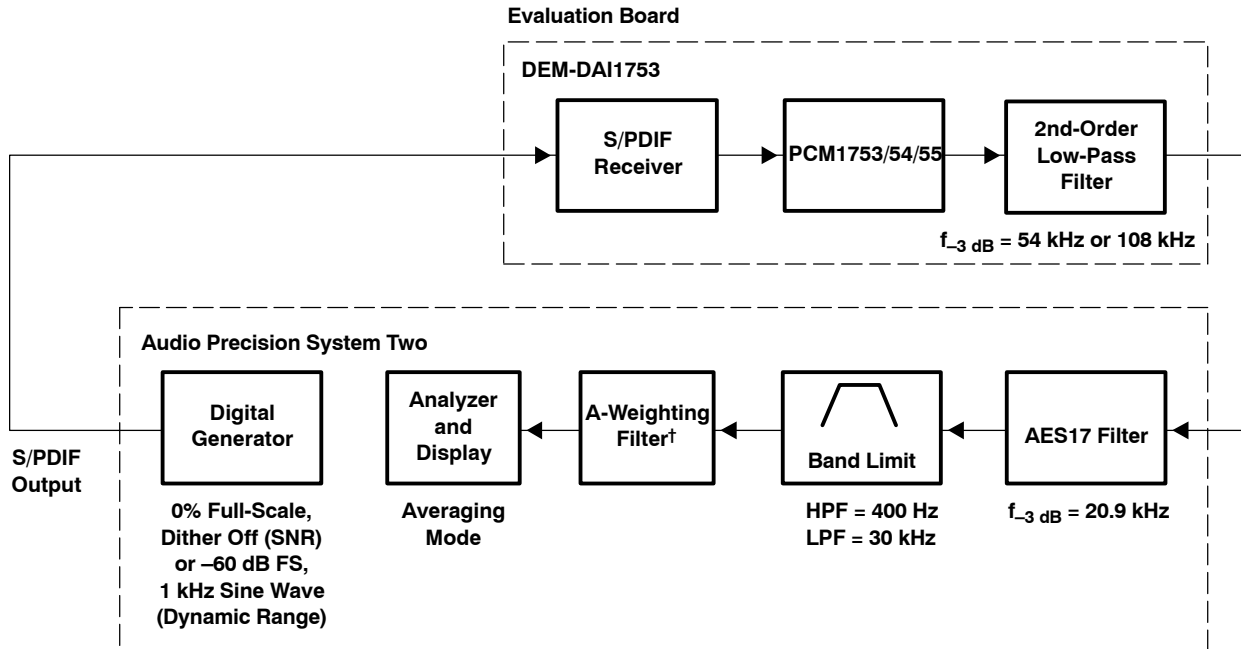 Evaluation Board
DEM-DAI1753
S/PDIF
Receiver
PCM1753/54/55
2nd-Order
Low-Pass
Filter
f–3 dB = 54 kHz or 108 kHz
Audio Precision System Two
Digital
Generator
Analyzer
and
Display
A-Weighting
Filter†
Band Limit
AES17 Filter
S/PDIF
Output
0% Full-Scale,
Dither Off (SNR)
or –60 dB FS,
1 kHz Sine Wave
(Dynamic Range)
Averaging
Mode
HPF = 400 Hz
LPF = 30 kHz
f–3 dB = 20.9 kHz